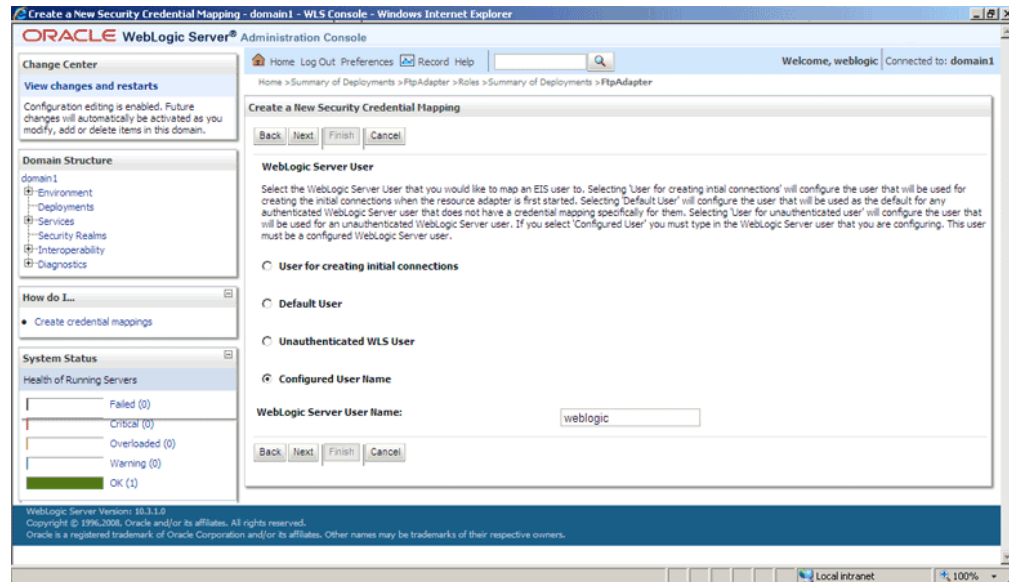 Create a New Security Credential Mapping - domain1 - WLS Console - Windows Internet Explorer
ORACLE WebLogic Server® Administration Console
Change Center
View changes and restarts
Configuration editing is enabled. Future
changes will automatically be activated as you
modify, add or delete items in this domain.
Domain Structure
domain1
Environment
Deployments
Services
Security Realms
Interoperability
Diagnostics
How do I...
Create credential mappings
System Status
Health of Running Servers
Failed (0)
Critical (0)
Overloaded (0)
Warning (0)
OK (1)
Home Log Out Preferences Record Help
Welcome, weblogic Connected to: domain1
Home >Summary of Deployments >FtpAdapter >Roles >Summary of Deployments >FtpAdapter
Create a New Security Credential Mapping
Back Next Finish Cancel
WebLogic Server User
Select the WebLogic Server User that you would like to map an EIS user to. Selecting 'User for creating intial connections' will configure the user that will be used for
creating the initial connections when the resource adapter is first started. Selecting 'Default User' will configure the user that will be used as the default for any
authenticated WebLogic Server user that does not have a credential mapping specifically for them. Selecting 'User for unauthenticated user' will configure the user that
will be used for an unauthenticated WebLogic Server user. If you select 'Configured User' you must type in the WebLogic Server user that you are configuring. This user
must be a configured WebLogic Server user.
User for creating initial connections
Default User
Unauthenticated WLS User
Configured User Name
WebLogic Server User Name: weblogic
Back Next Finish Cancel
WebLogic Server Version: 10.3.1.0
Copyright © 1996,2008, Oracle and/or its affiliates. All rights reserved.
Oracle is a registered trademark of Oracle Corporation and/or its affiliates. Other names may be trademarks of their respective owners.
Local intranet 100%